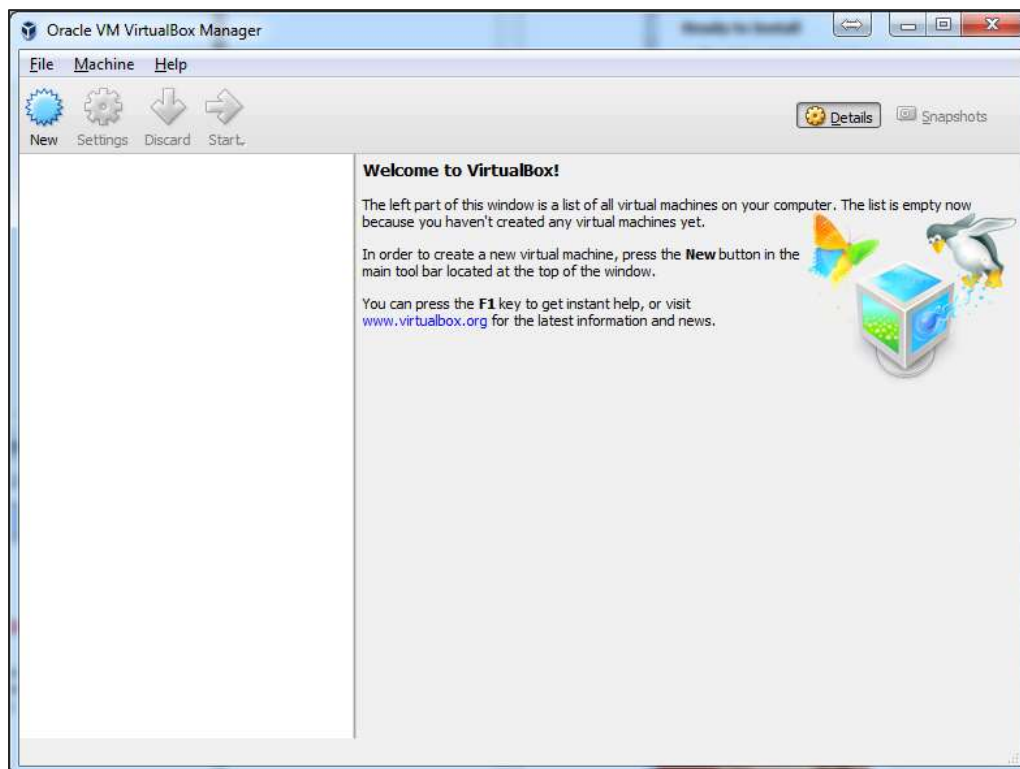 Oracle VM VirtualBox Manager
File Machine Help
New Settings Discard Start
Details Snapshots
Welcome to VirtualBox!
The left part of this window is a list of all virtual machines on your computer. The list is empty now
because you haven't created any virtual machines yet.
In order to create a new virtual machine, press the New button in the
main tool bar located at the top of the window.
You can press the F1 key to get instant help, or visit
www.virtualbox.org for the latest information and news.